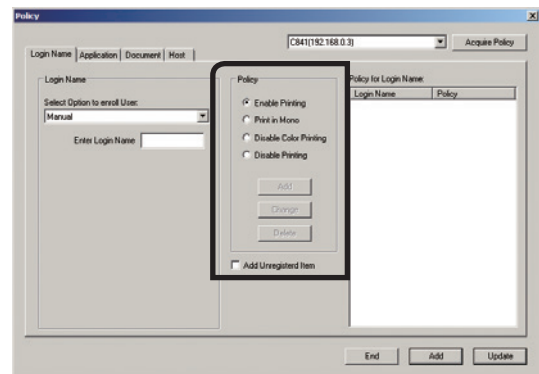 Policy
C841(192.168.0.3)
Acquire Policy
Login Name
Application
Document
Host
Login Name
Select Option to enroll User:
Manual
Enter Login Name
Policy
Enable Printing
Print in Mono
Disable Color Printing
Disable Printing
Add
Change
Delete
Add Unregisterd Item
Policy for Login Name:
Login Name
Policy
End
Add
Update